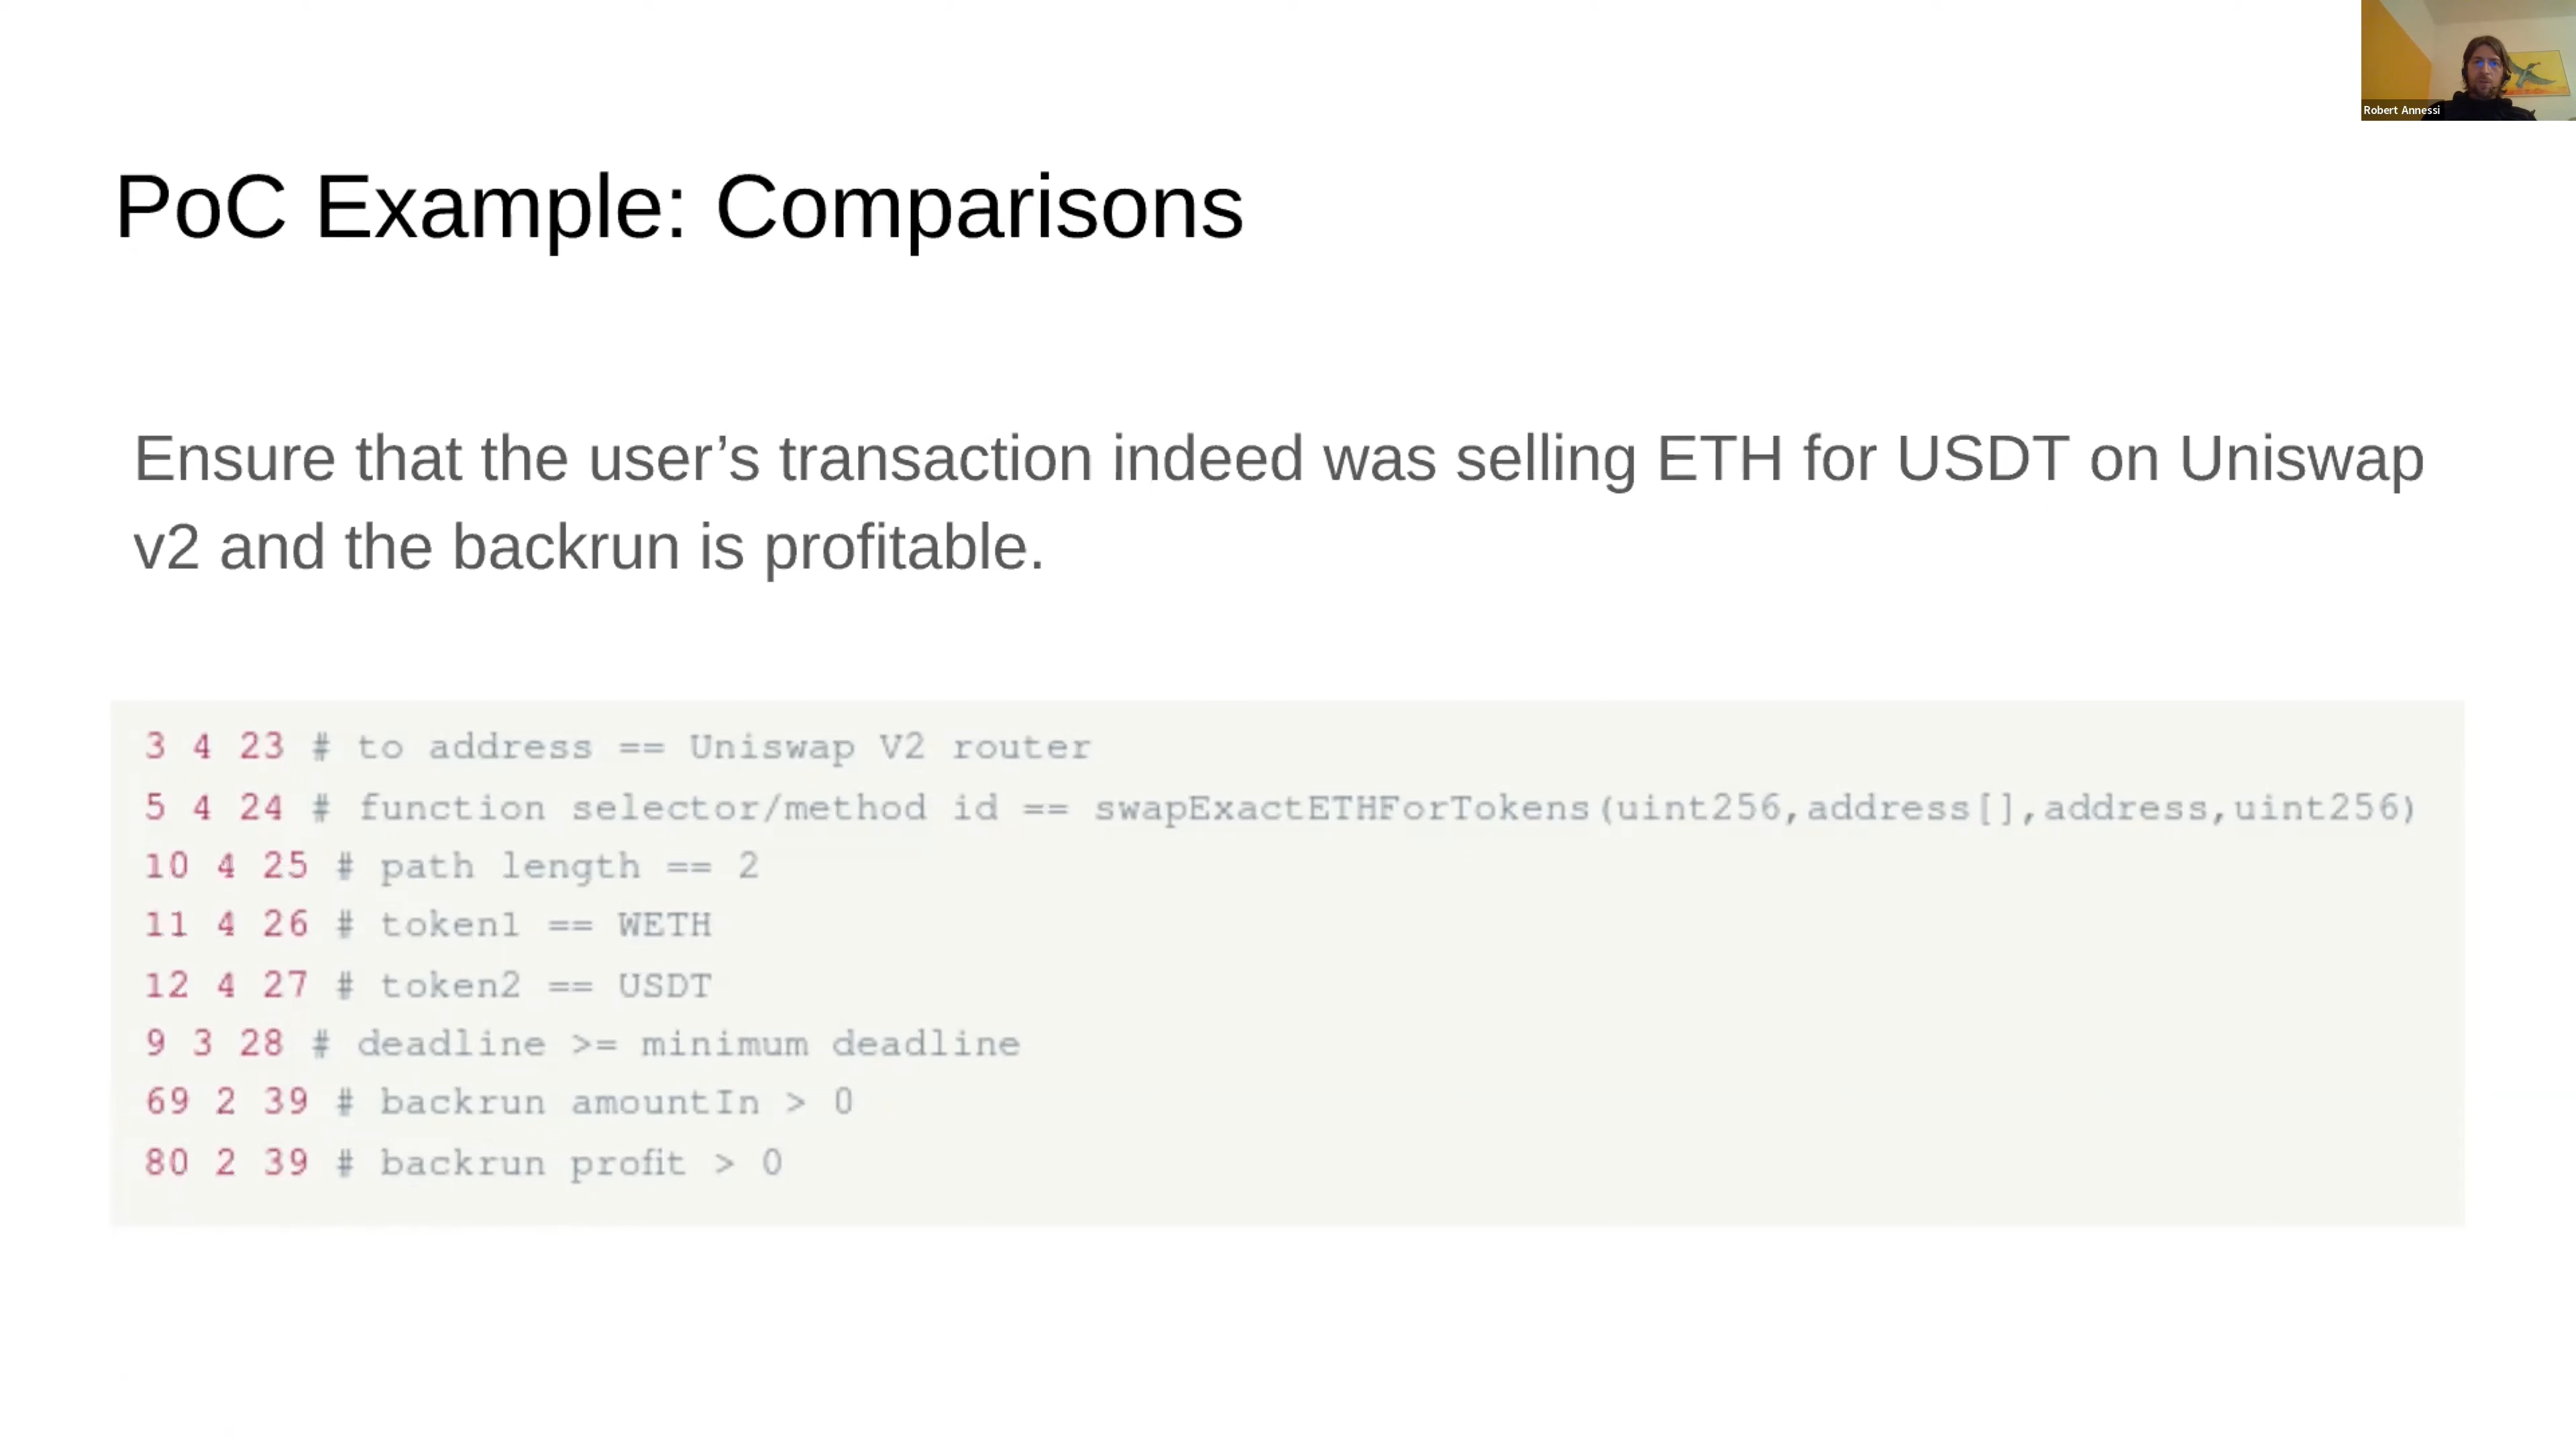 Robert Annessi
PoC Example: Comparisons
Ensure that the user’s transaction indeed was selling ETH for USDT on Uniswap
v2 and the backrun is profitable.
3 4 23 # to address == Uniswap V2 router
5 4 24 # function selector/method id == swapExactETHForTokens(uint256,address[],address,uint256)
10 4 25 # path length == 2
11 4 26 # token1 == WETH
12 4 27 # token2 == USDT
9 3 28 # deadline >= minimum deadline
69 2 39 # backrun amountIn > 0
80 2 39 # backrun profit > 0